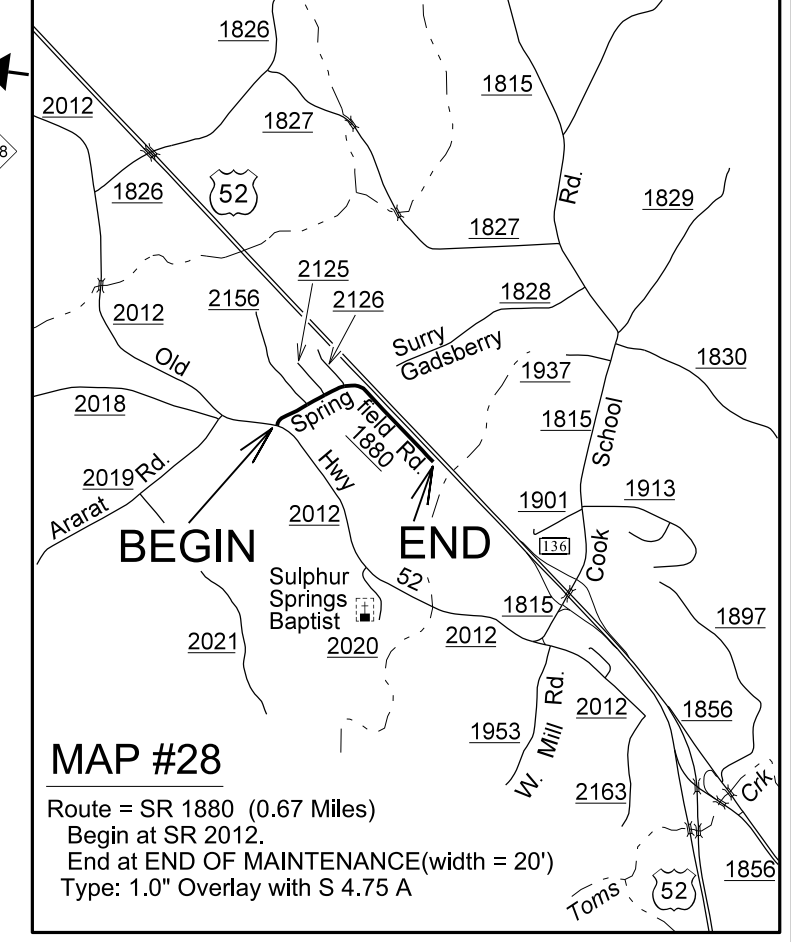 1826
1815
2012
1827
8
1826
52
Rd.
1829
1827
2125
2156
2126
1828
2012
Surry
Gadsberry
Old
1937
1830
2018
Springfield Rd.
1880
1815
School
2019
Ararat Rd.
Hwy
2012
1901
1913
BEGIN
END
136
Cook
52
Sulphur
Springs
Baptist
1815
2021
2020
2012
1897
1953
W. Mill Rd.
2012
1856
MAP #28
2163
Crk
Route = SR 1880 (0.67 Miles)
Begin at SR 2012.
End at END OF MAINTENANCE(width = 20')
Type: 1.0" Overlay with S 4.75 A
Toms
52
1856